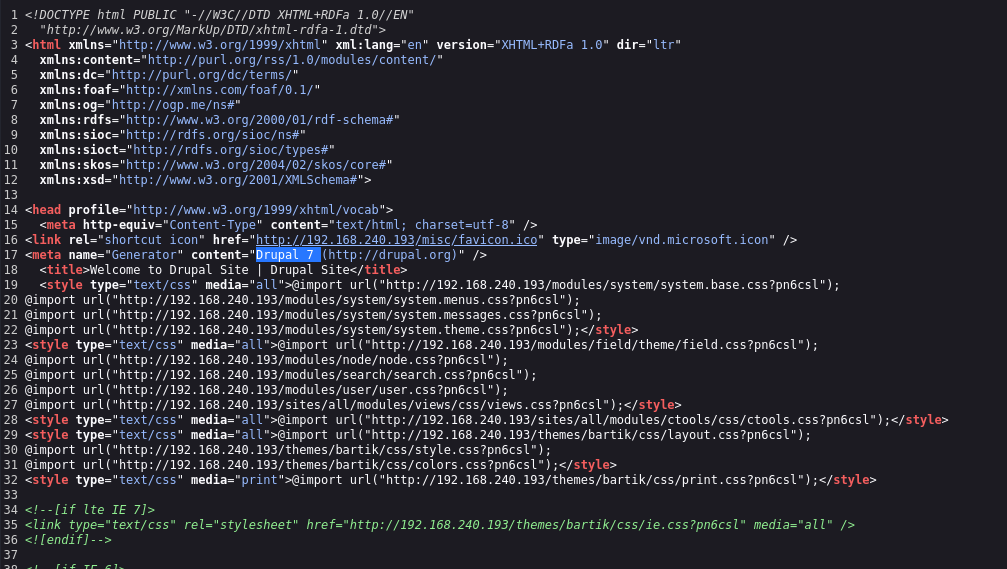 1 <!DOCTYPE html PUBLIC "-//W3C//DTD XHTML+RDFa 1.0//EN"
2   "http://www.w3.org/MarkUp/DTD/xhtml-rdfa-1.dtd">
3 <html xmlns="http://www.w3.org/1999/xhtml" xml:lang="en" version="XHTML+RDFa 1.0" dir="ltr"
4   xmlns:content="http://purl.org/rss/1.0/modules/content/"
5   xmlns:dc="http://purl.org/dc/terms/"
6   xmlns:foaf="http://xmlns.com/foaf/0.1/"
7   xmlns:og="http://ogp.me/ns#"
8   xmlns:rdfs="http://www.w3.org/2000/01/rdf-schema#"
9   xmlns:sioc="http://rdfs.org/sioc/ns#"
10   xmlns:sioct="http://rdfs.org/sioc/types#"
11   xmlns:skos="http://www.w3.org/2004/02/skos/core#"
12   xmlns:xsd="http://www.w3.org/2001/XMLSchema#">
13
14 <head profile="http://www.w3.org/1999/xhtml/vocab">
15   <meta http-equiv="Content-Type" content="text/html; charset=utf-8" />
16 <link rel="shortcut icon" href="http://192.168.240.193/misc/favicon.ico" type="image/vnd.microsoft.icon" />
17 <meta name="Generator" content="Drupal 7 (http://drupal.org)" />
18   <title>Welcome to Drupal Site | Drupal Site</title>
19   <style type="text/css" media="all">@import url("http://192.168.240.193/modules/system/system.base.css?pn6csl");
20 @import url("http://192.168.240.193/modules/system/system.menus.css?pn6csl");
21 @import url("http://192.168.240.193/modules/system/system.messages.css?pn6csl");
22 @import url("http://192.168.240.193/modules/system/system.theme.css?pn6csl");</style>
23 <style type="text/css" media="all">@import url("http://192.168.240.193/modules/field/theme/field.css?pn6csl");
24 @import url("http://192.168.240.193/modules/node/node.css?pn6csl");
25 @import url("http://192.168.240.193/modules/search/search.css?pn6csl");
26 @import url("http://192.168.240.193/modules/user/user.css?pn6csl");
27 @import url("http://192.168.240.193/sites/all/modules/views/css/views.css?pn6csl");</style>
28 <style type="text/css" media="all">@import url("http://192.168.240.193/sites/all/modules/ctools/css/ctools.css?pn6csl");</style>
29 <style type="text/css" media="all">@import url("http://192.168.240.193/themes/bartik/css/layout.css?pn6csl");
30 @import url("http://192.168.240.193/themes/bartik/css/style.css?pn6csl");
31 @import url("http://192.168.240.193/themes/bartik/css/colors.css?pn6csl");</style>
32 <style type="text/css" media="print">@import url("http://192.168.240.193/themes/bartik/css/print.css?pn6csl");</style>
33
34 <!--[if lte IE 7]>
35 <link type="text/css" rel="stylesheet" href="http://192.168.240.193/themes/bartik/css/ie.css?pn6csl" media="all" />
36 <![endif]-->
37
38 <!--[if IE 6]>